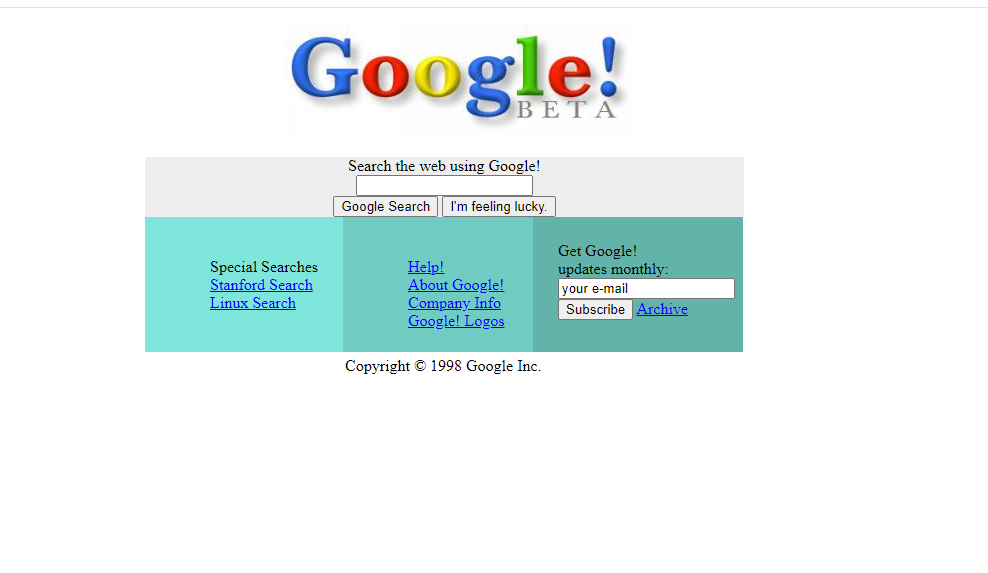 Google!
BETA
Search the web using Google!
Google Search I'm feeling lucky.
Special Searches
Stanford Search
Linux Search
Help!
About Google!
Company Info
Google! Logos
Get Google!
updates monthly:
your e-mail
Subscribe Archive
Copyright © 1998 Google Inc.